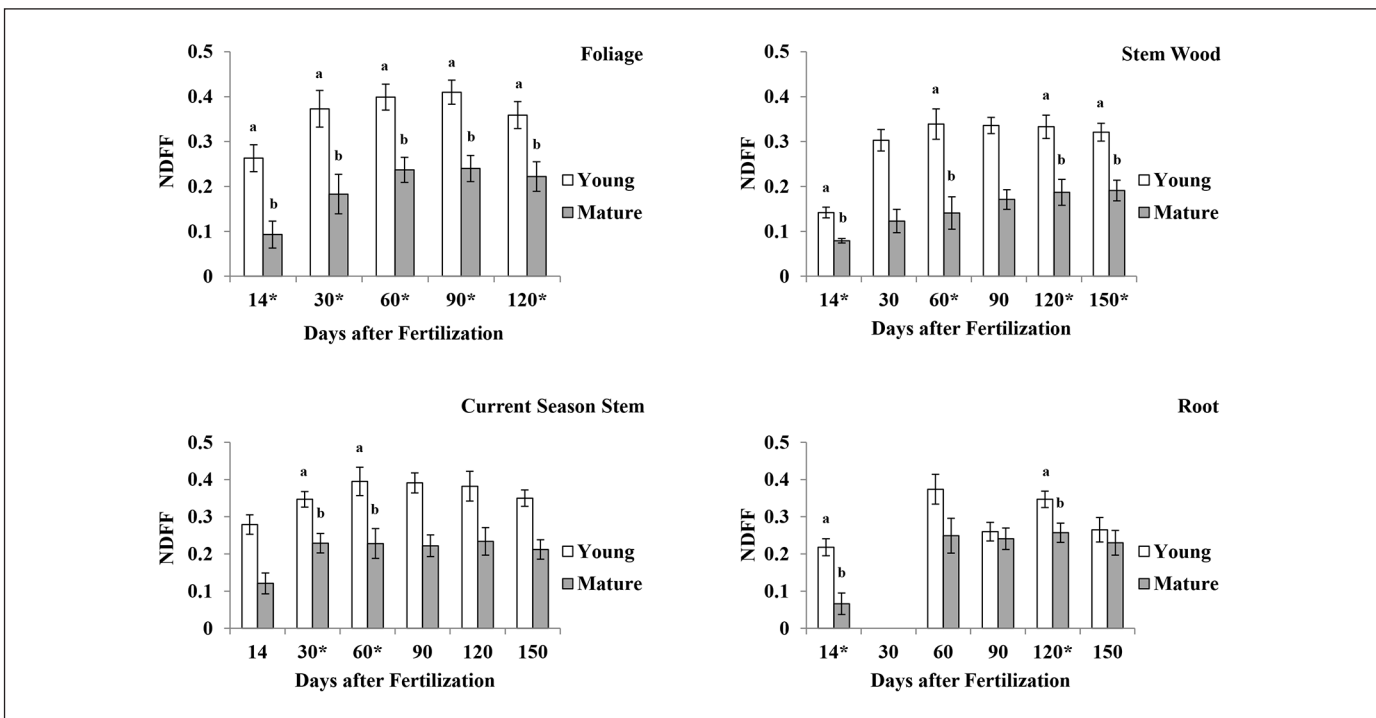 Foliage
NDFF
0.5
0.4
0.3
0.2
0.1
0
a
b
a
b
a
b
a
b
a
b
Young
Mature
14* 30* 60* 90* 120*
Days after Fertilization
Stem Wood
NDFF
0.5
0.4
0.3
0.2
0.1
0
a
b
a
b
a
b
a
b
Young
Mature
14* 30 60* 90 120* 150*
Days after Fertilization
Current Season Stem
NDFF
0.5
0.4
0.3
0.2
0.1
0
a
b
a
b
Young
Mature
14 30* 60* 90 120 150
Days after Fertilization
Root
NDFF
0.5
0.4
0.3
0.2
0.1
0
a
b
a
b
Young
Mature
14* 30 60 90 120* 150
Days after Fertilization